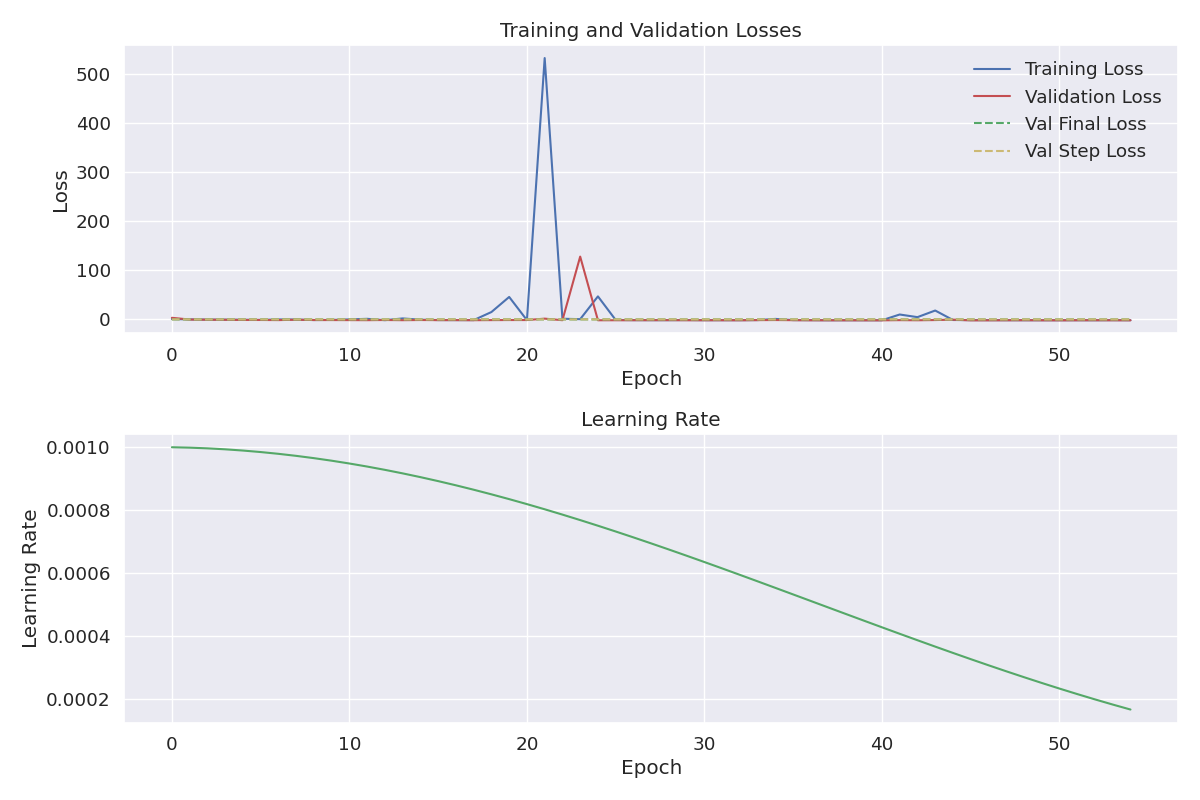 Training and Validation Losses
500
400
300
200
100
0
Loss
Training Loss
Validation Loss
Val Final Loss
Val Step Loss
0 10 20 30 40 50
Epoch
Learning Rate
0.0010
0.0008
0.0006
0.0004
0.0002
Learning Rate
0 10 20 30 40 50
Epoch